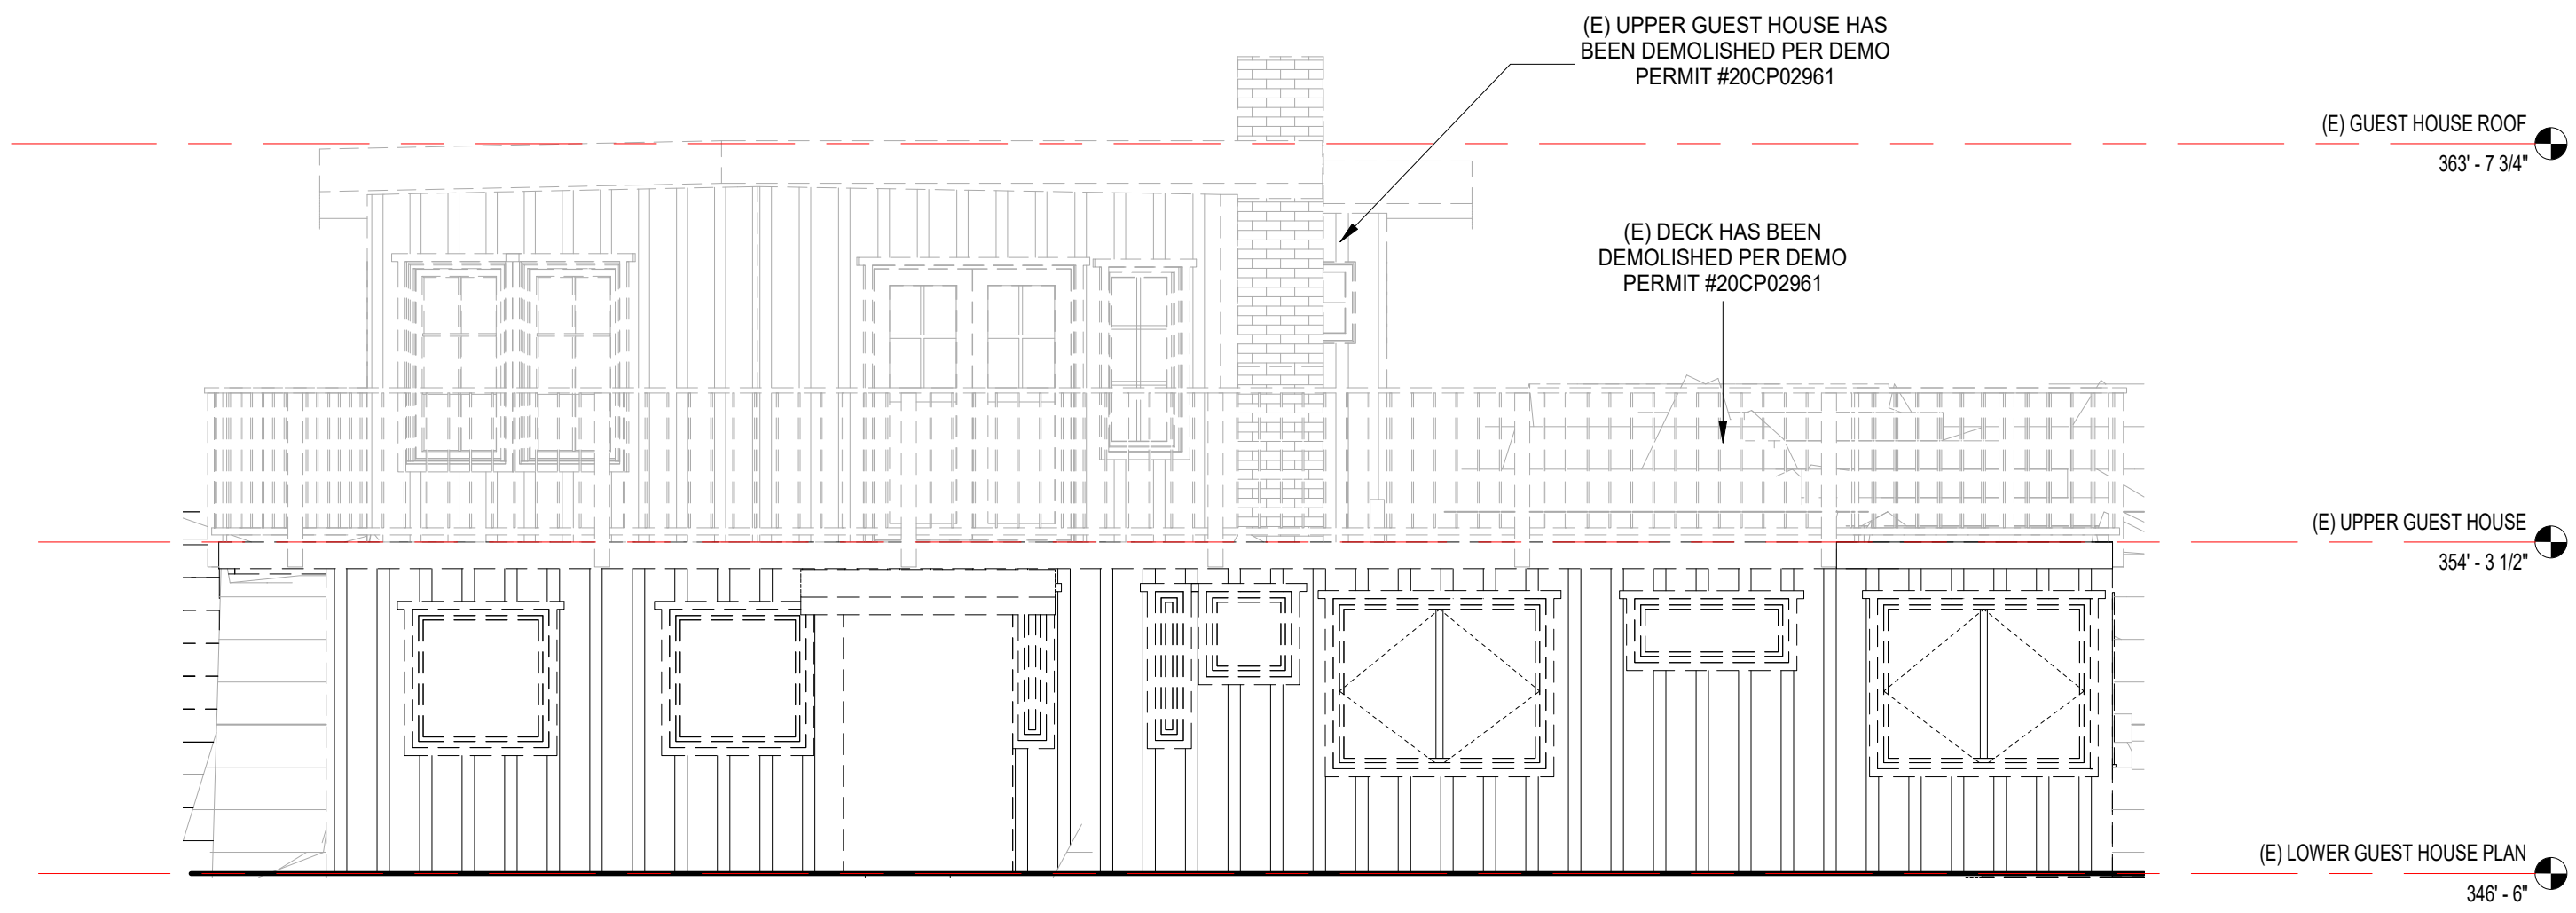 (E) UPPER GUEST HOUSE HAS
BEEN DEMOLISHED PER DEMO
PERMIT #20CP02961
(E) GUEST HOUSE ROOF
363' - 7 3/4"
(E) DECK HAS BEEN
DEMOLISHED PER DEMO
PERMIT #20CP02961
(E) UPPER GUEST HOUSE
354' - 3 1/2"
(E) LOWER GUEST HOUSE PLAN
346' - 6"